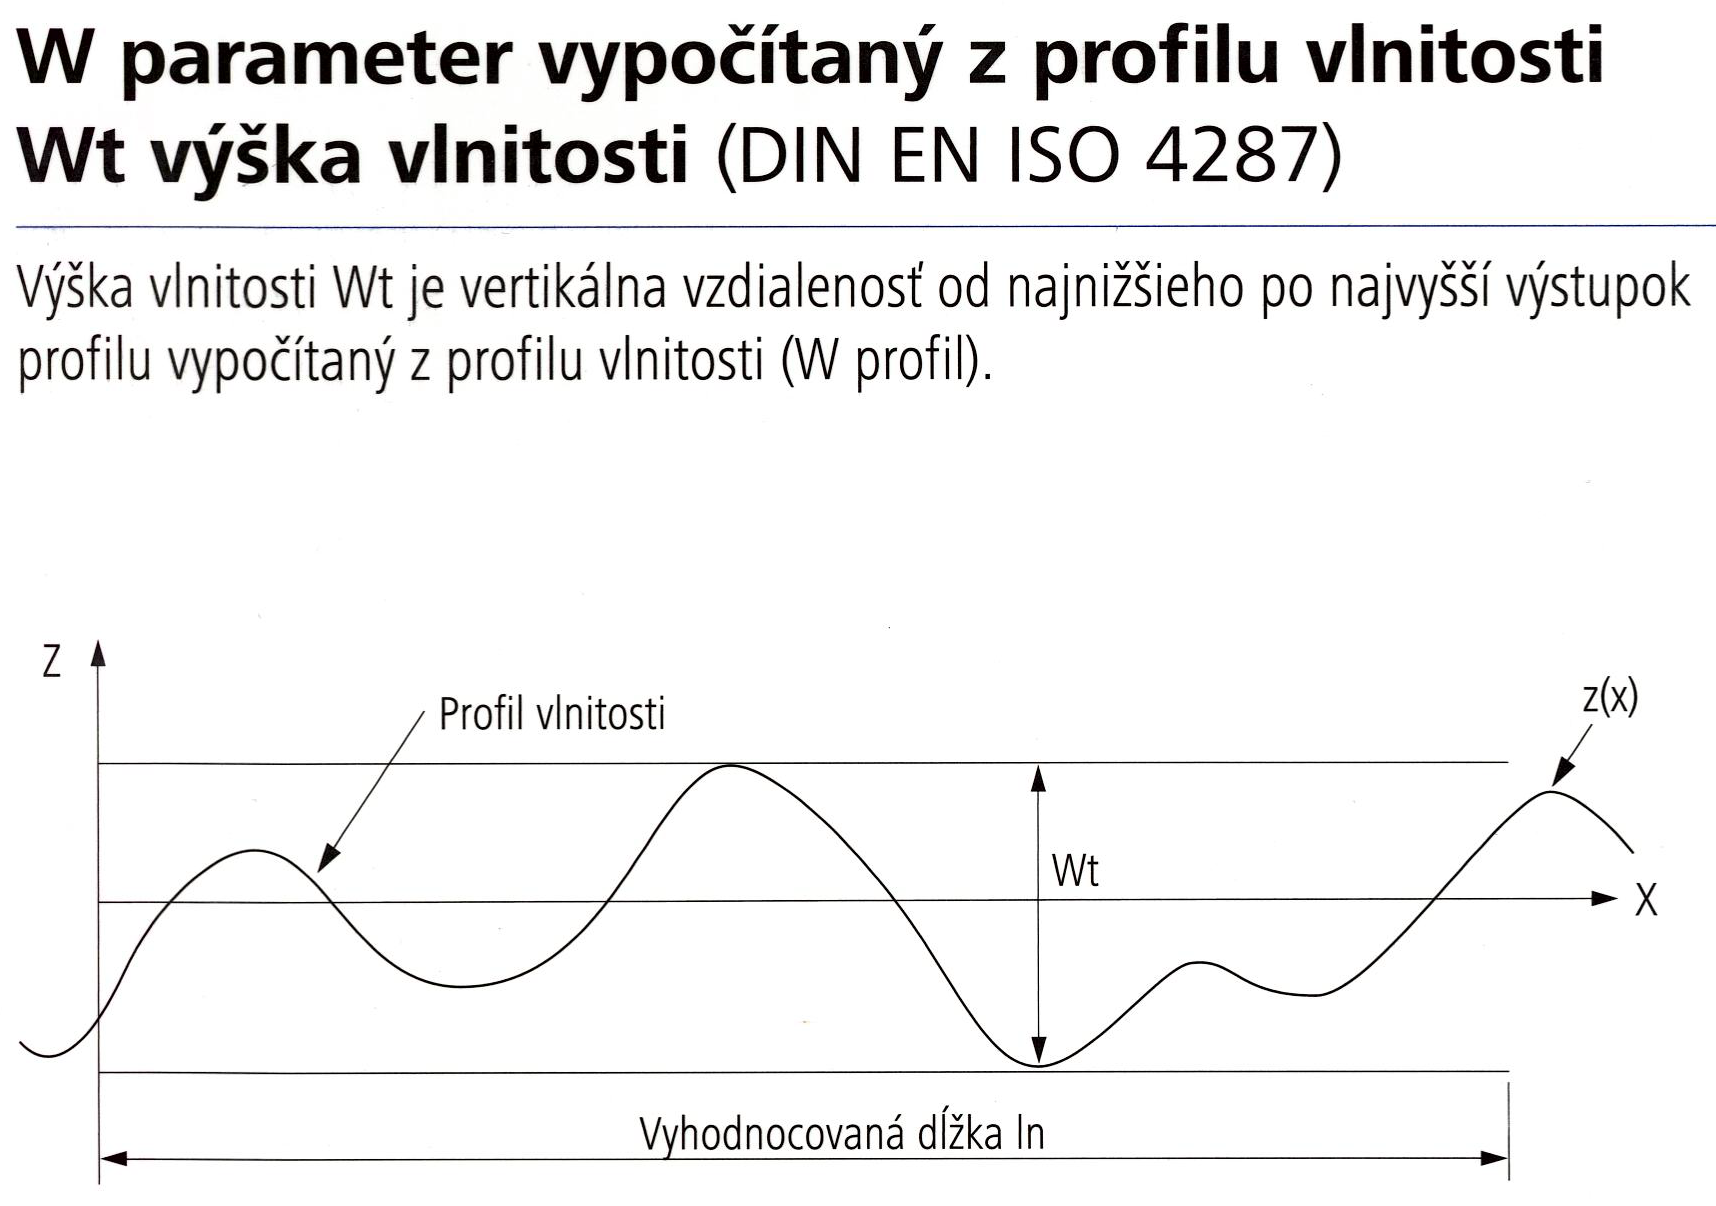 W parameter vypočítaný z profilu vlnitosti
Wt výška vlnitosti (DIN EN ISO 4287)
Výška vlnitosti Wt je vertikálna vzdialenosť od najnižšieho po najvyšší výstupok
profilu vypočítaný z profilu vlnitosti (W profil).
Z
z(x)
Profil vlnitosti
Wt
X
Vyhodnocovaná dĺžka ln